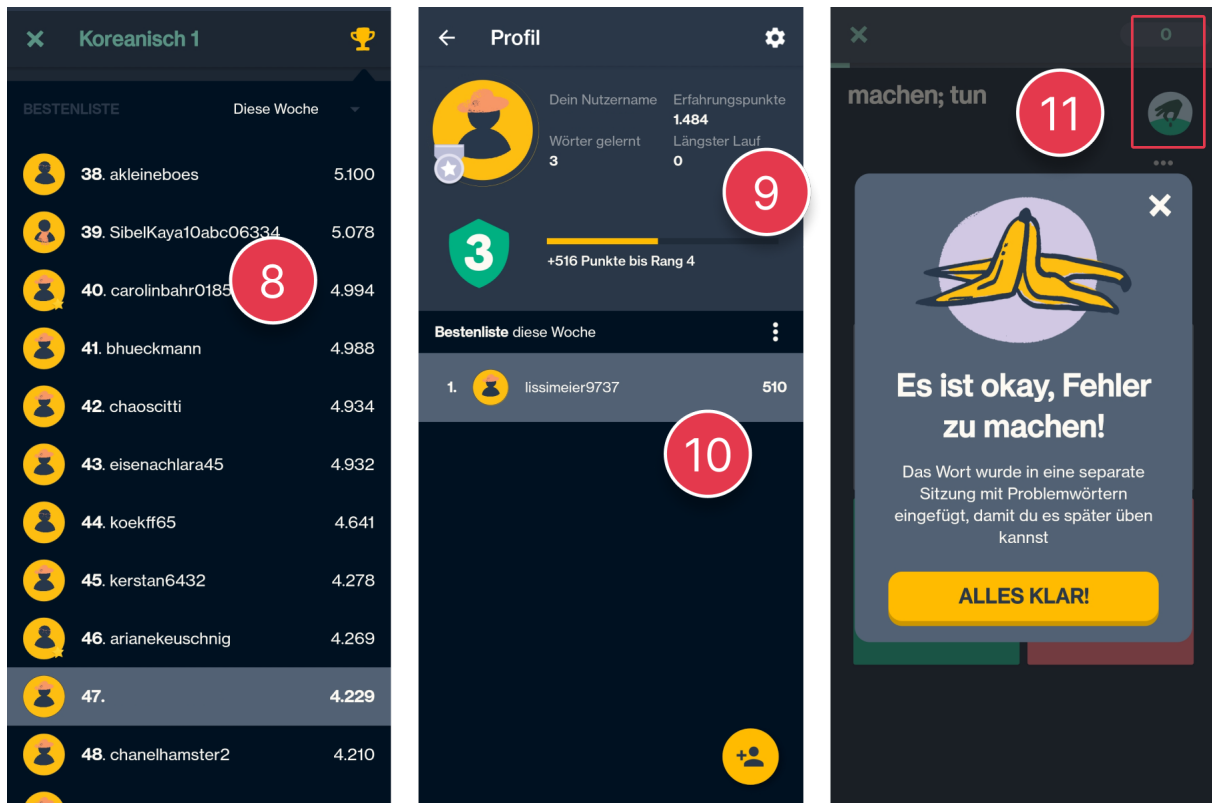 Koreanisch 1
BESTENLISTE Diese Woche
38. akleineboes 5.100
39. SibelKaya10abc06334 5.078
40. carolinbahr0185 4.994
8
41. bhueckmann 4.988
42. chaoscitti 4.934
43. eisenachlara45 4.932
44. koekff65 4.641
45. kerstan6432 4.278
46. arianekeuschnig 4.269
47. 4.229
48. chanelhamster2 4.210
Profil
Dein Nutzername Erfahrungspunkte
1.484
Wörter gelernt Längster Lauf
3 0
9
3
+516 Punkte bis Rang 4
Bestenliste diese Woche
1. lissimeier9737 510
10
0
machen; tun
11
Es ist okay, Fehler
zu machen!
Das Wort wurde in eine separate
Sitzung mit Problemwörtern
eingefügt, damit du es später üben
kannst
ALLES KLAR!